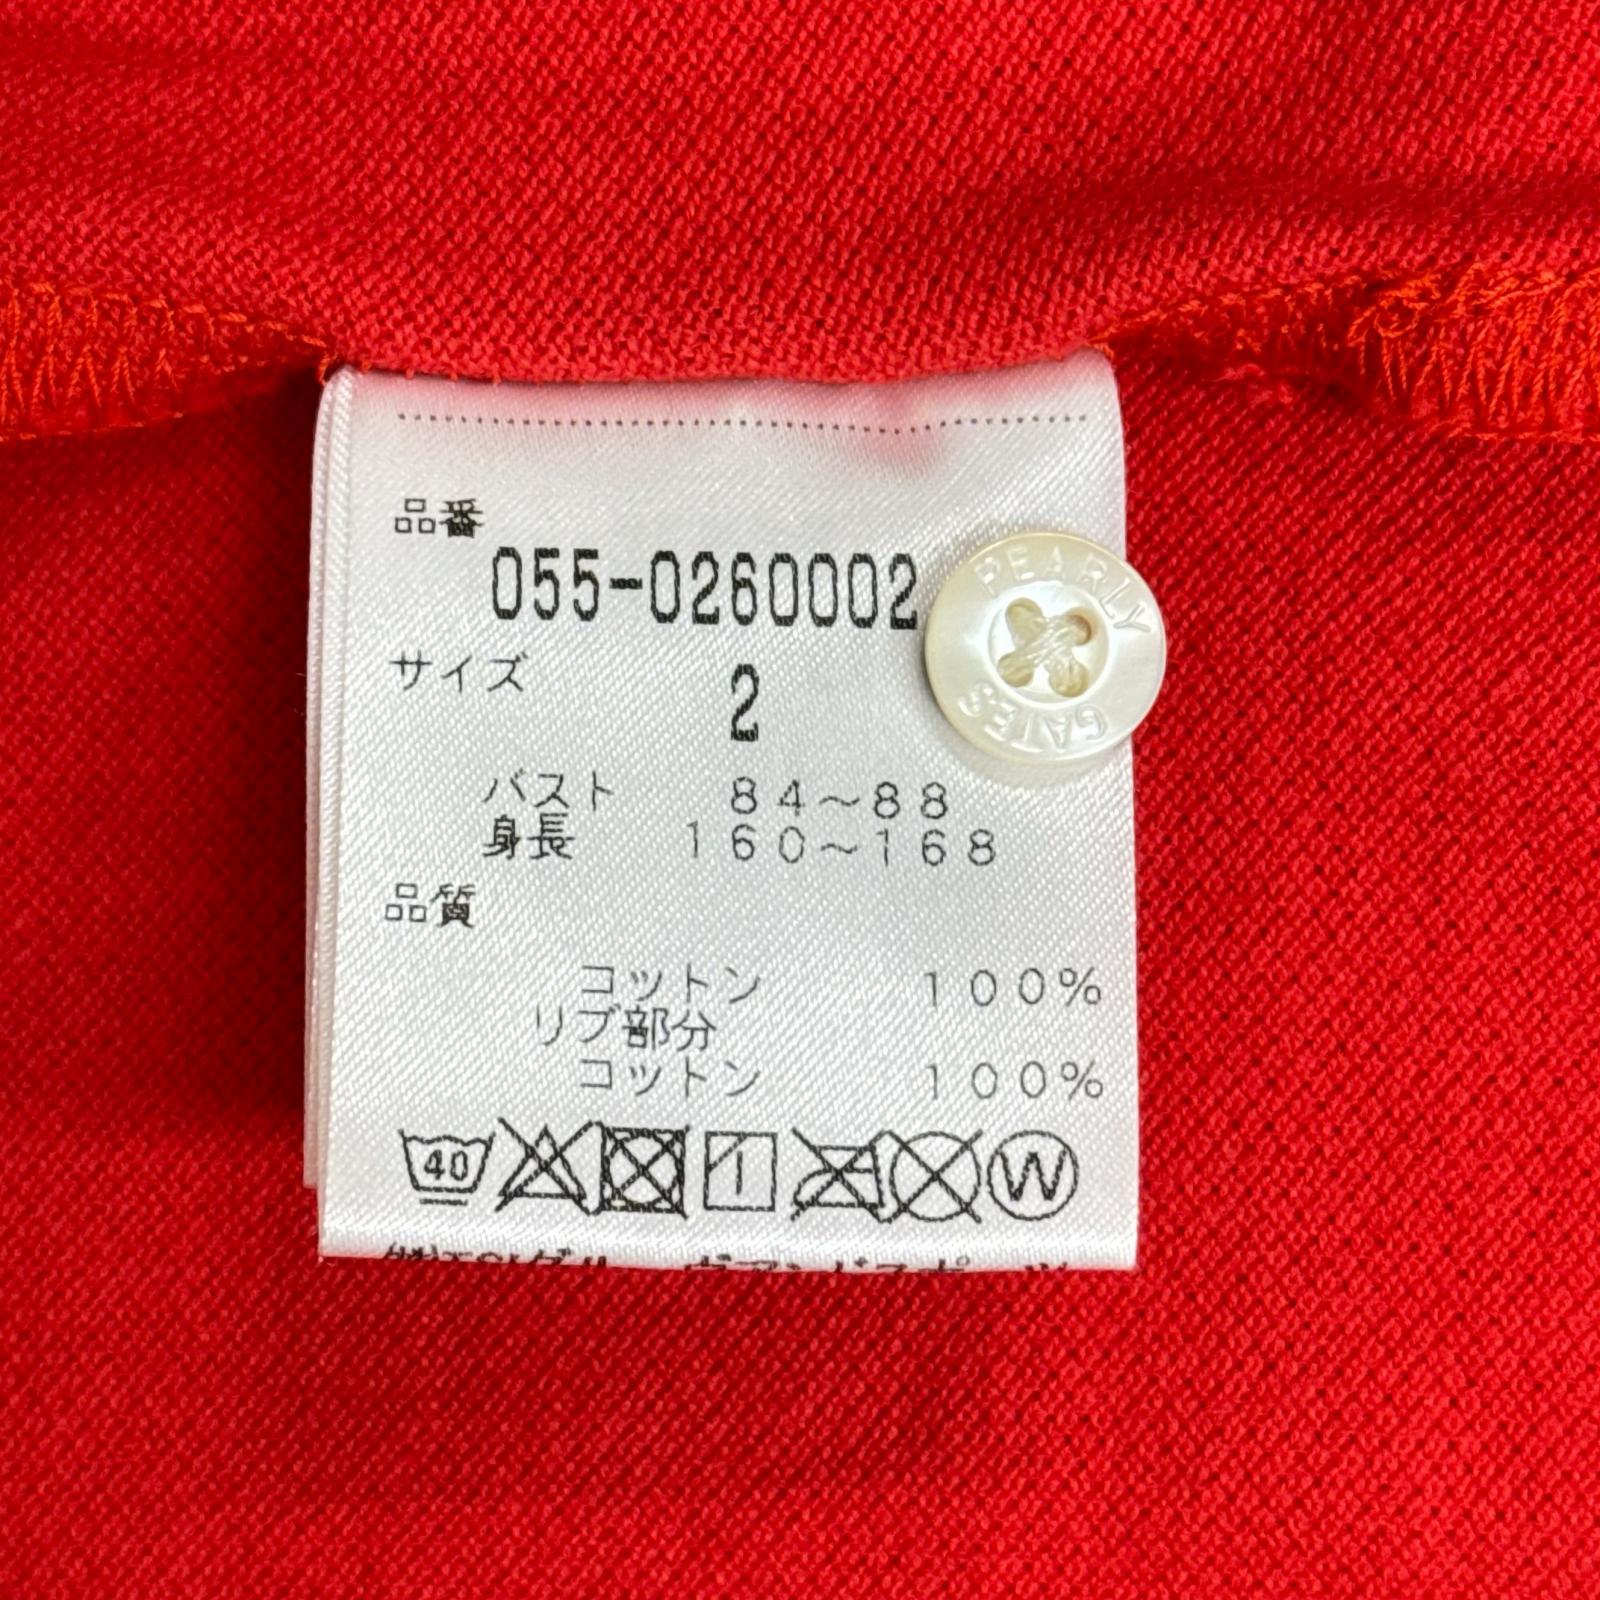 品番
055-0260002
PEARLY
GATES
サイズ 2
バスト 84~88
身長 160~168
品質
コットン 100%
リブ部分
コットン 100%
40 W